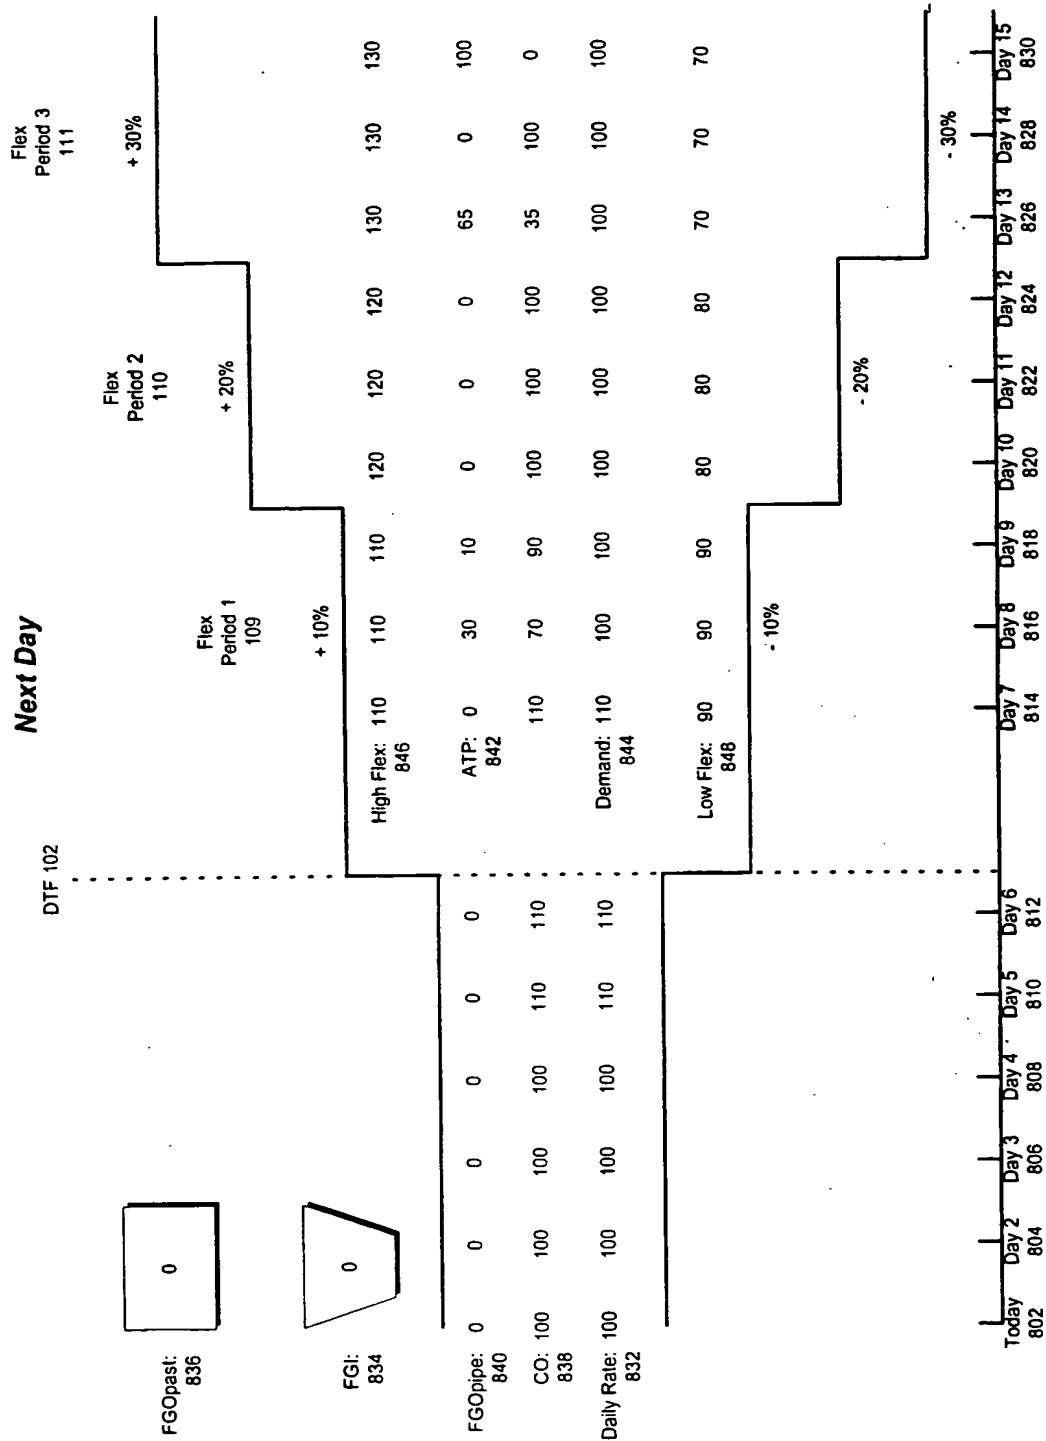 Next Day
DTF 102
Flex
Period 1
109
Flex
Period 2
110
Flex
Period 3
111
+ 10%
+ 20%
+ 30%
FGOpast:
836
0
FGI:
834
0
High Flex: 110 110 110 120 120 120 130 130 130
846
FGOpipe: 0 0 0 0 0 0
840
ATP: 0 30 10 0 0 0 65 0 100
842
CO: 100 100 100 100 110 110 110 70 90 100 100 100 35 100 0
838
Daily Rate: 100 100 100 100 110 110
832
Demand: 110 100 100 100 100 100 100 100 100
844
Low Flex: 90 90 90 80 80 80 70 70 70
848
- 10%
- 20%
- 30%
Today Day 2 Day 3 Day 4 Day 5 Day 6 Day 7 Day 8 Day 9 Day 10 Day 11 Day 12 Day 13 Day 14 Day 15
802 804 806 808 810 812 814 816 818 820 822 824 826 828 830